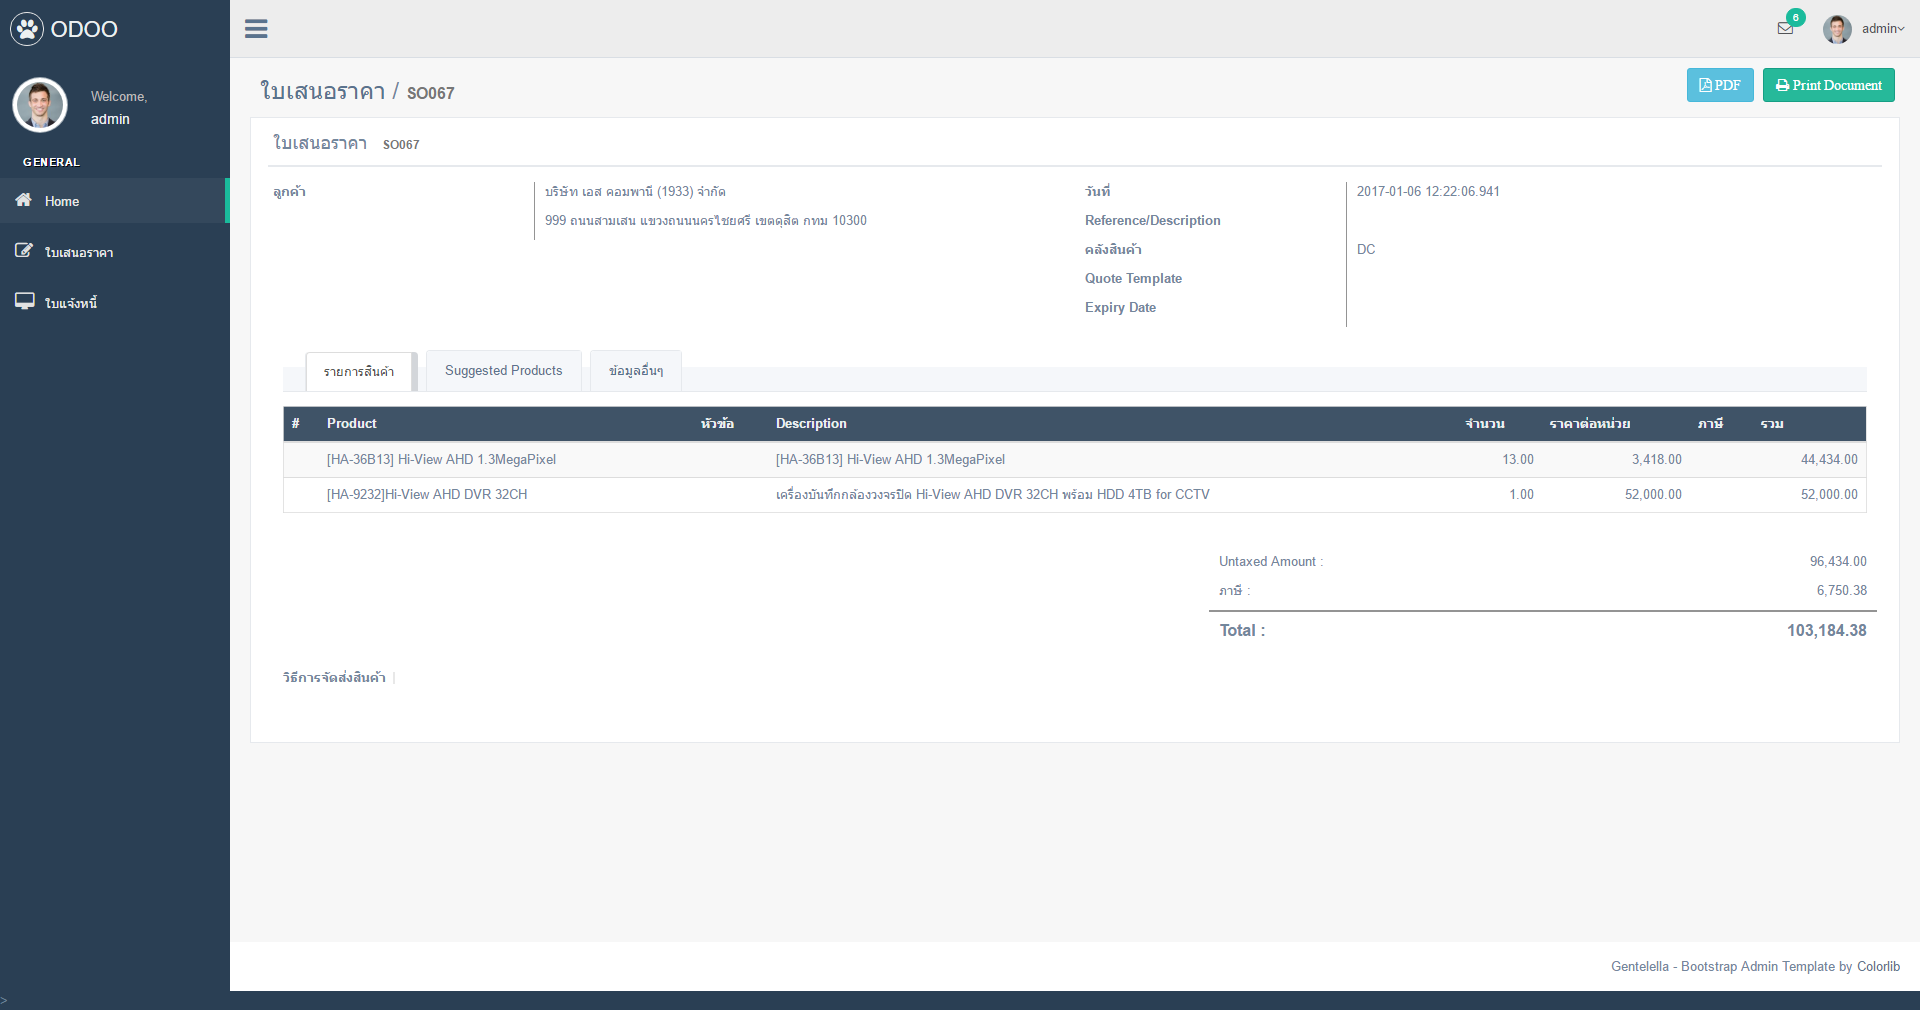 ODOO
Welcome,
admin
GENERAL
Home
ใบเสนอราคา
ใบแจ้งหนี้
6
admin
ใบเสนอราคา / SO067
PDF
Print Document
ใบเสนอราคา SO067
ลูกค้า
บริษัท เอส คอมพานี (1933) จำกัด
999 ถนนสามเสน แขวงถนนนครไชยศรี เขตดุสิต กทม 10300
วันที่ 2017-01-06 12:22:06.941
Reference/Description
คลังสินค้า DC
Quote Template
Expiry Date
รายการสินค้า Suggested Products ข้อมูลอื่นๆ
# Product หัวข้อ Description จำนวน ราคาต่อหน่วย ภาษี รวม
[HA-36B13] Hi-View AHD 1.3MegaPixel [HA-36B13] Hi-View AHD 1.3MegaPixel 13.00 3,418.00 44,434.00
[HA-9232]Hi-View AHD DVR 32CH เครื่องบันทึกกล้องวงจรปิด Hi-View AHD DVR 32CH พร้อม HDD 4TB for CCTV 1.00 52,000.00 52,000.00
Untaxed Amount : 96,434.00
ภาษี : 6,750.38
Total : 103,184.38
วิธีการจัดส่งสินค้า |
Gentelella - Bootstrap Admin Template by Colorlib
>